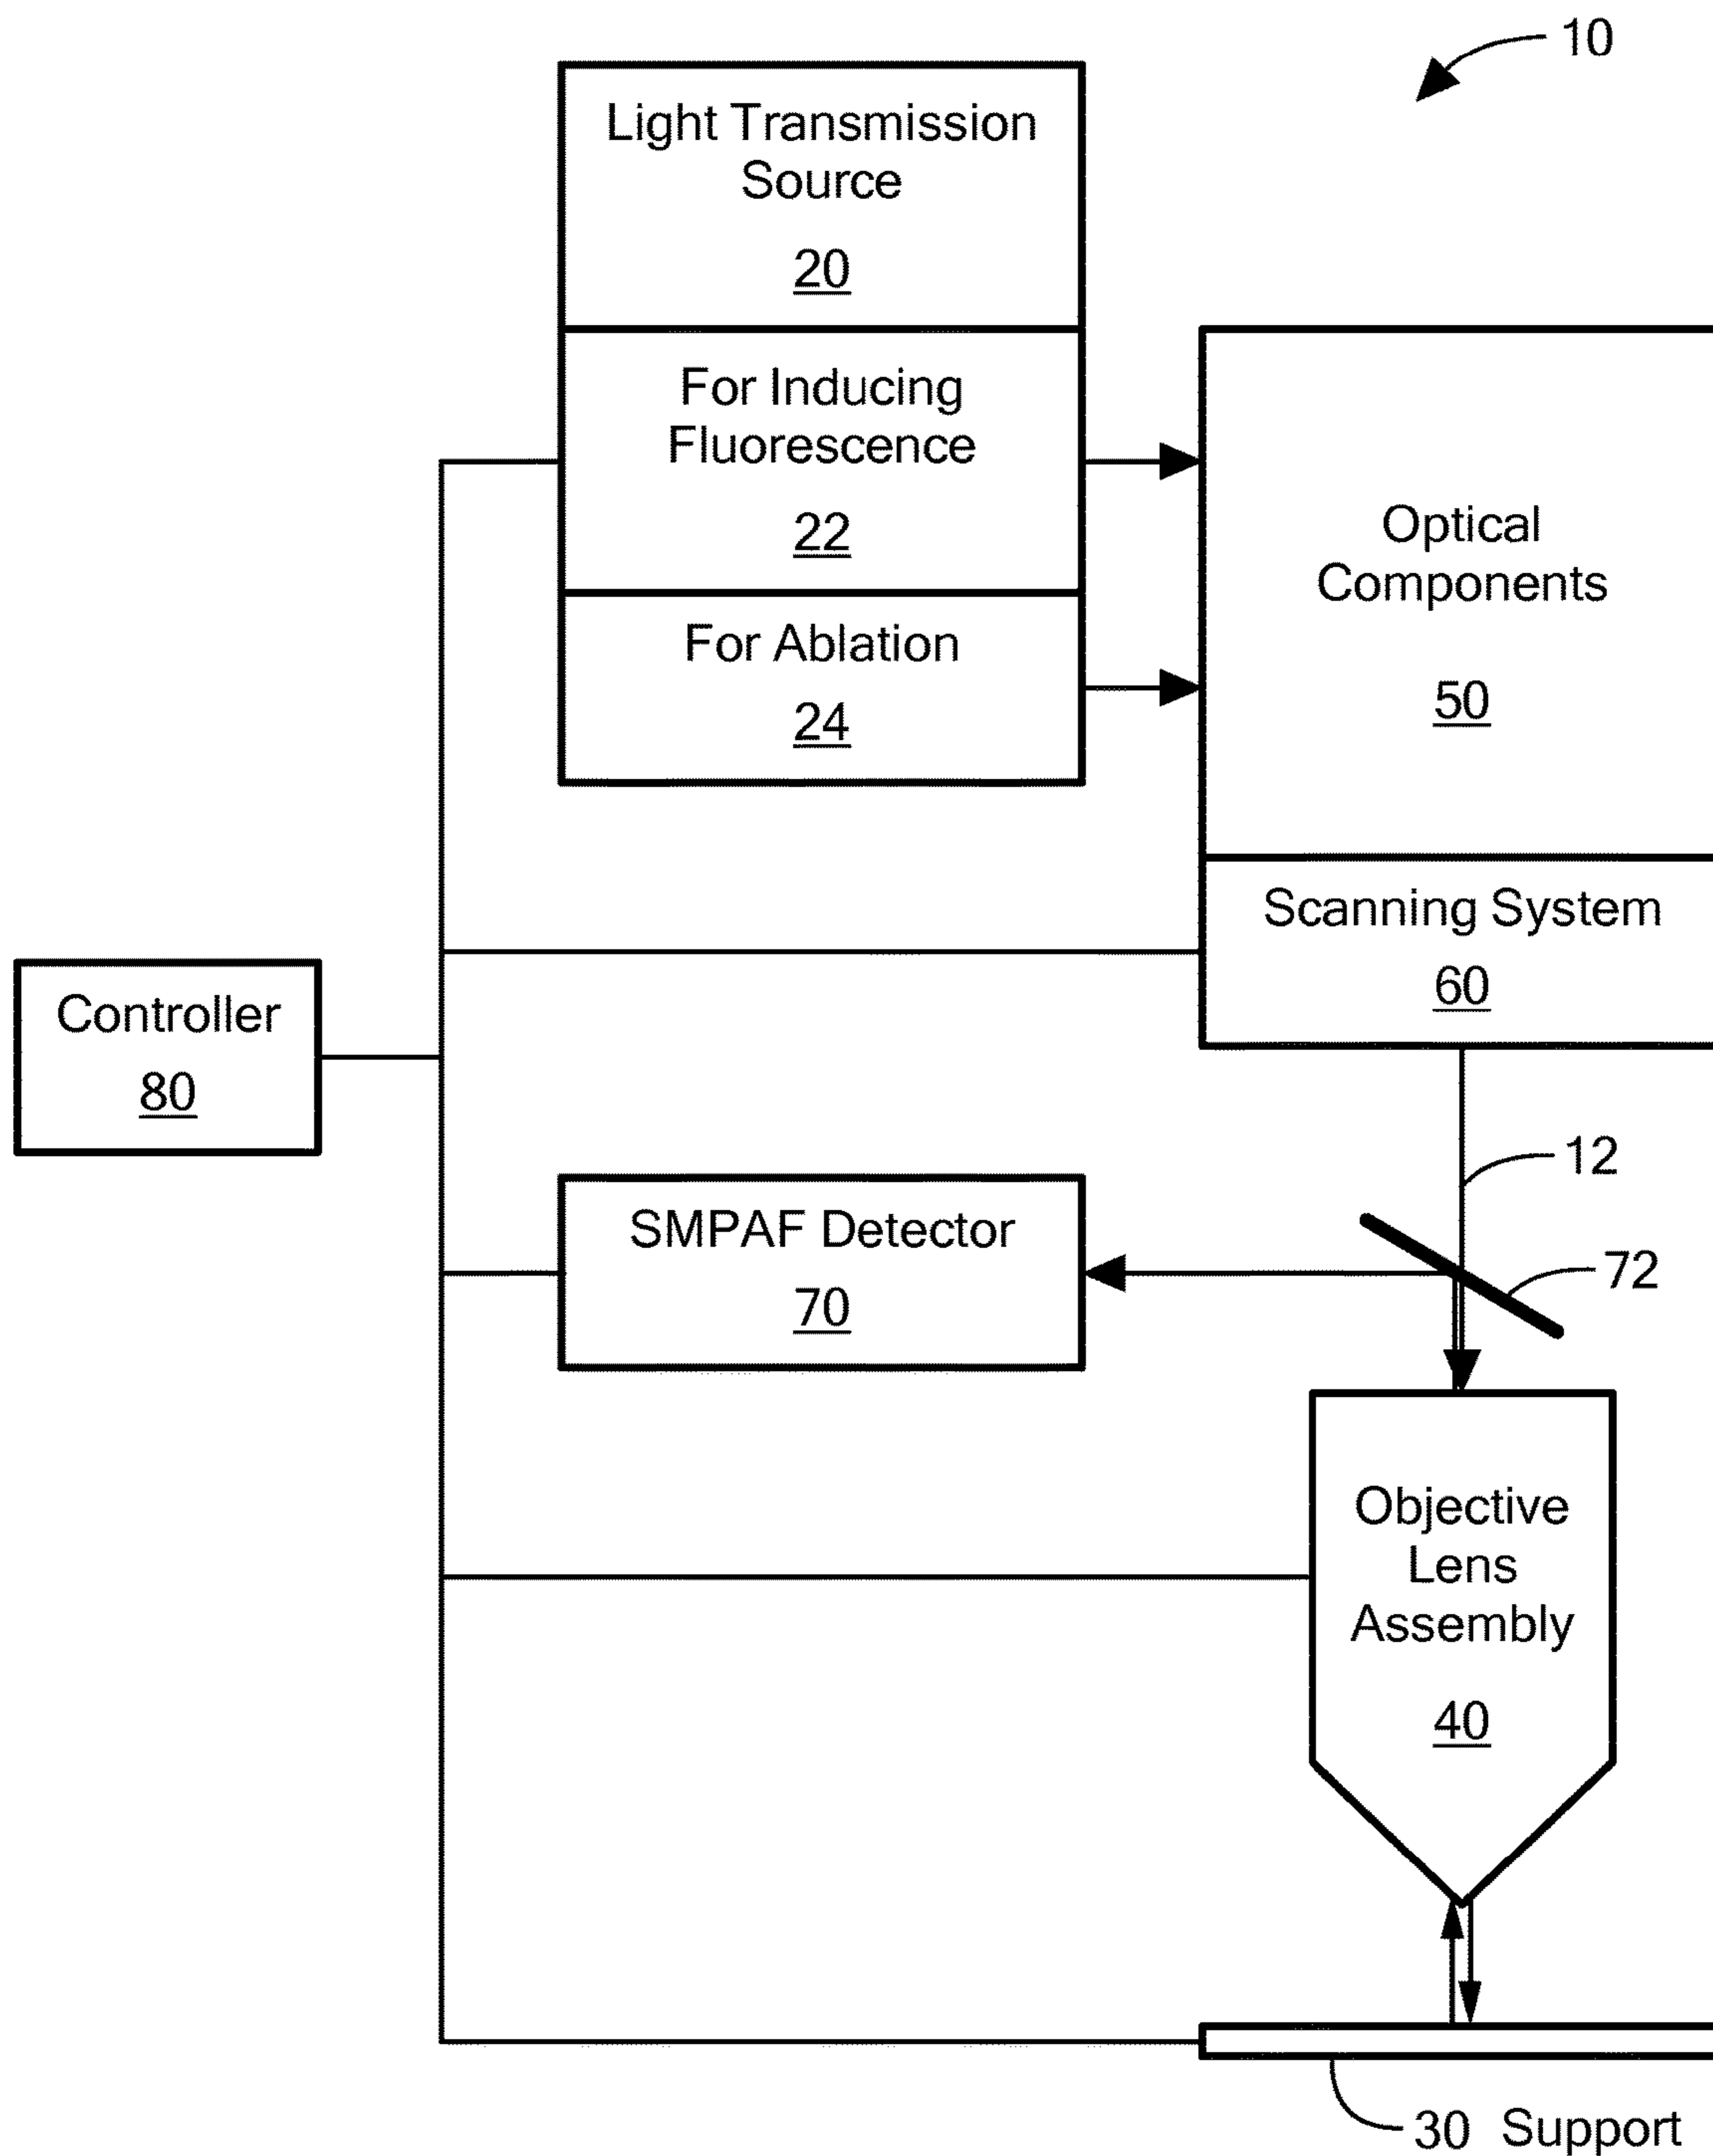 10
Light Transmission
Source
20
For Inducing
Fluorescence
22
For Ablation
24
Optical
Components
50
Scanning System
60
Controller
80
12
SMPAF Detector
70
72
Objective
Lens
Assembly
40
30 Support